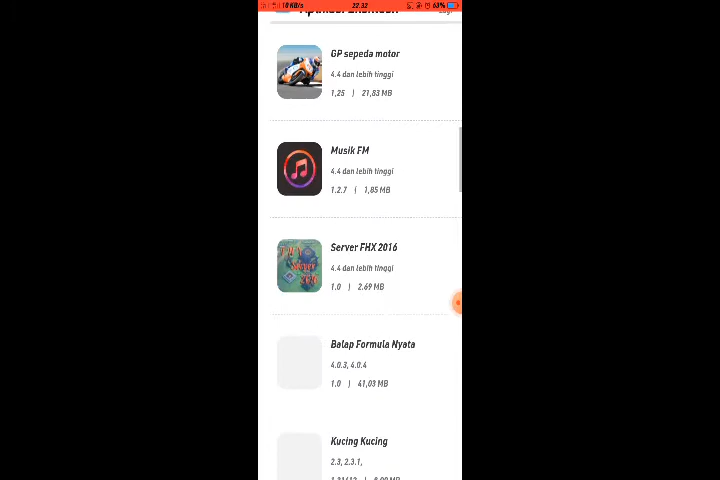 10 KB/s 22.32 63%
GP sepeda motor
4.4 dan lebih tinggi
1,25 | 21,83 MB
Musik FM
4.4 dan lebih tinggi
1.2.7 | 1,85 MB
Server FHX 2016
4.4 dan lebih tinggi
1.0 | 2.69 MB
Balap Formula Nyata
4.0.3, 4.0.4
1.0 | 41,03 MB
Kucing Kucing
2.3, 2.3.1,